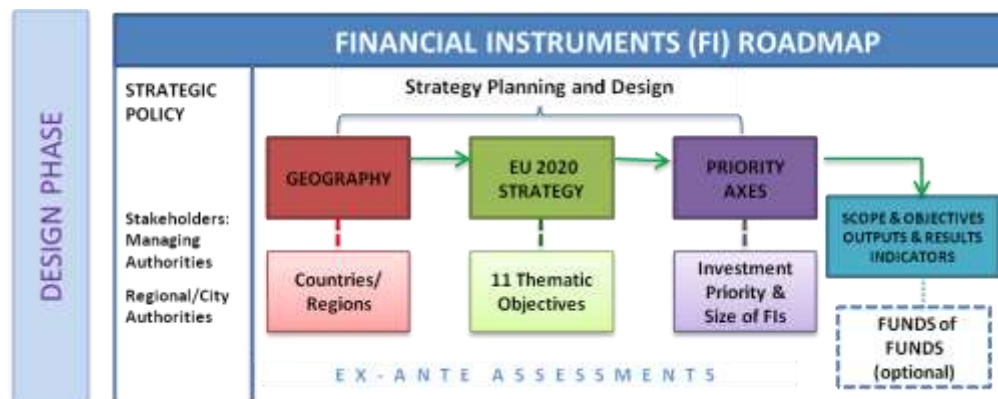 DESIGN PHASE
FINANCIAL INSTRUMENTS (FI) ROADMAP
STRATEGIC
POLICY
Strategy Planning and Design
GEOGRAPHY
EU 2020
STRATEGY
PRIORITY
AXES
SCOPE & OBJECTIVES
OUTPUTS & RESULTS
INDICATORS
Stakeholders:
Managing
Authorities
Regional/City
Authorities
Countries/
Regions
11 Thematic
Objectives
Investment
Priority &
Size of FIs
FUNDS of
FUNDS
(optional)
EX-ANTE ASSESSMENTS